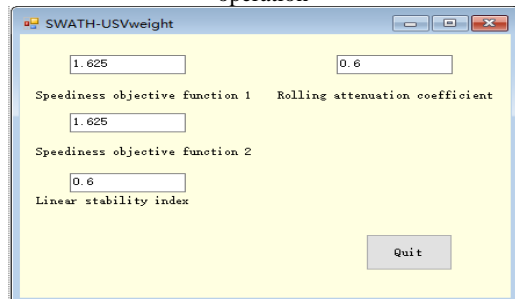 operation
SWATH-USVweight
1.625
0.6
Speediness objective function 1
Rolling attenuation coefficient
1.625
Speediness objective function 2
0.6
Linear stability index
Quit